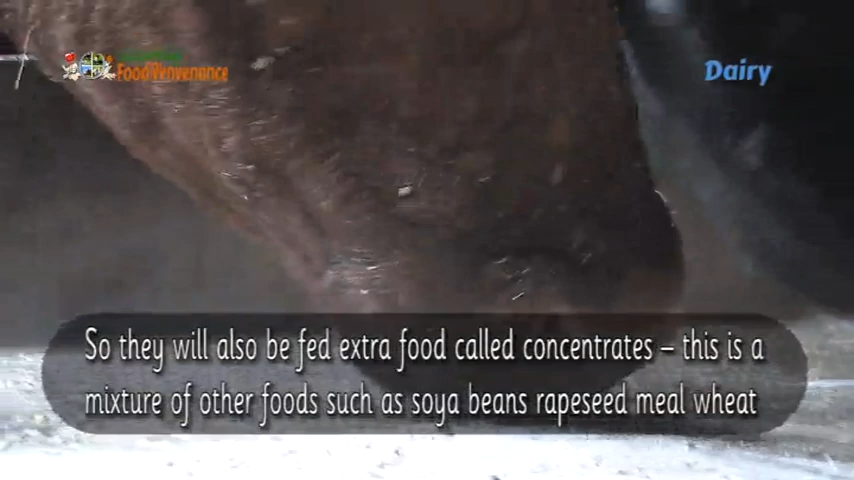 Food Provenance
Dairy
So they will also be fed extra food called concentrates – this is a
mixture of other foods such as soya beans rapeseed meal wheat